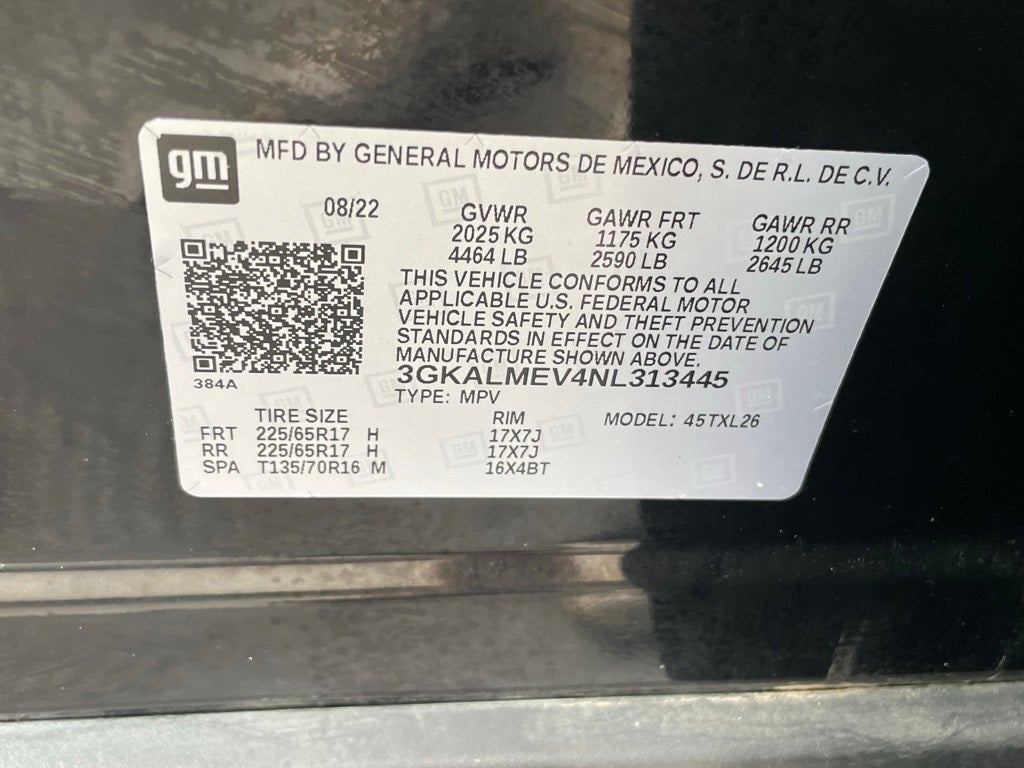 gm MFD BY GENERAL MOTORS DE MEXICO, S. DE R.L. DE C.V.
08/22 GVWR GAWR FRT GAWR RR
2025 KG 1175 KG 1200 KG
4464 LB 2590 LB 2645 LB
THIS VEHICLE CONFORMS TO ALL
APPLICABLE U.S. FEDERAL MOTOR
VEHICLE SAFETY AND THEFT PREVENTION
STANDARDS IN EFFECT ON THE DATE OF
MANUFACTURE SHOWN ABOVE.
384A 3GKALMEV4NL313445
TYPE: MPV
TIRE SIZE RIM MODEL: 45TXL26
FRT 225/65R17 H 17X7J
RR 225/65R17 H 17X7J
SPA T135/70R16 M 16X4BT